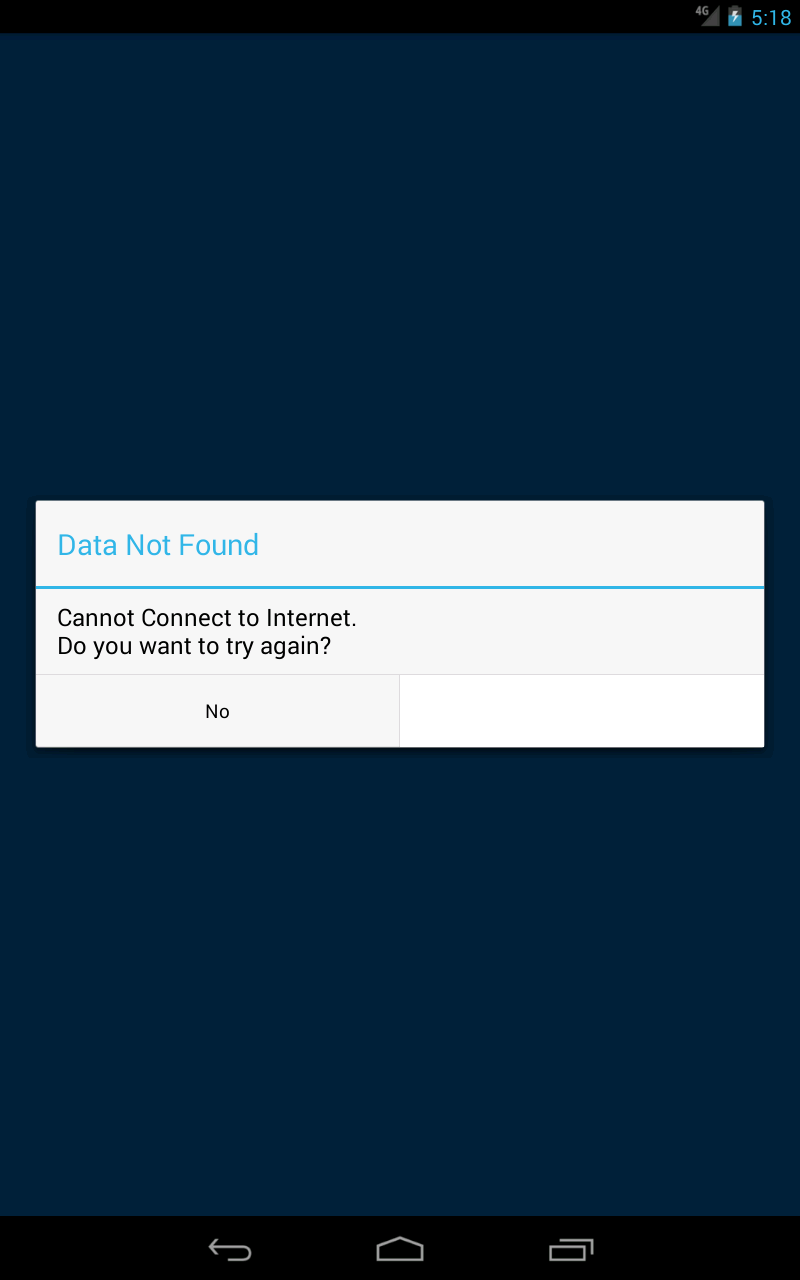 4G 5:18
Data Not Found
Cannot Connect to Internet.
Do you want to try again?
No